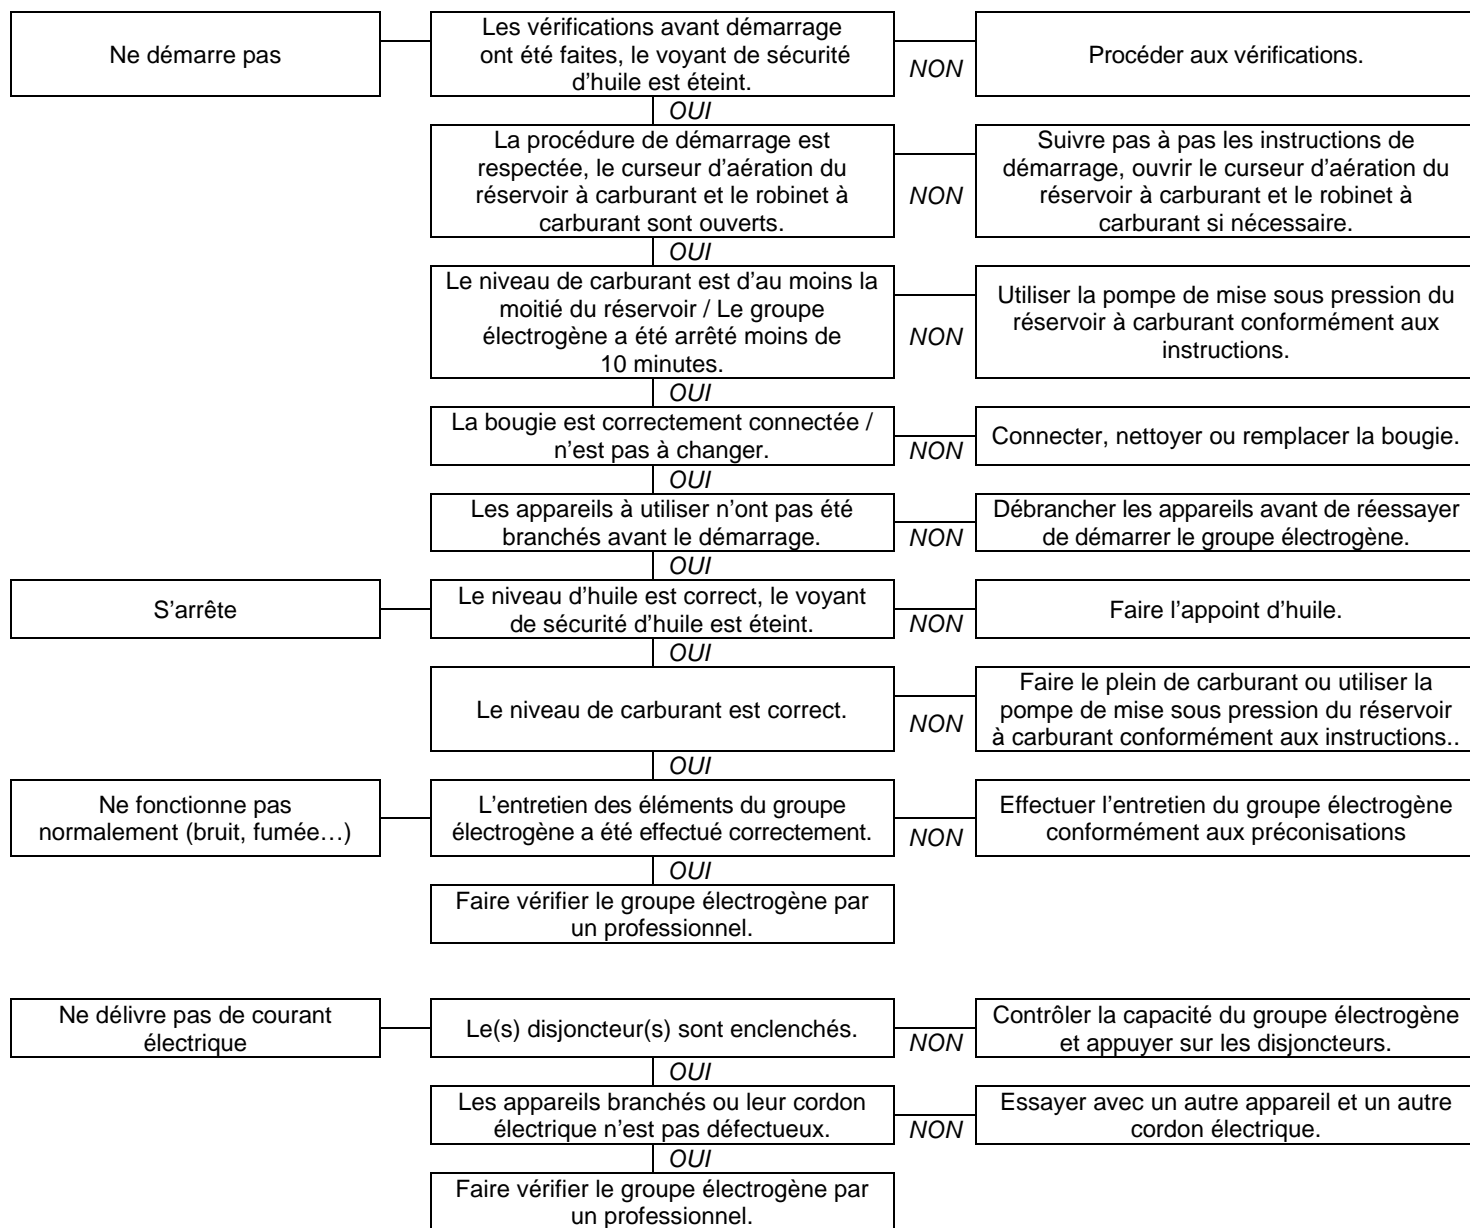 Ne démarre pas
Les vérifications avant démarrage
ont été faites, le voyant de sécurité
d'huile est éteint.
NON
Procéder aux vérifications.
OUI
La procédure de démarrage est
respectée, le curseur d'aération du
réservoir à carburant et le robinet à
carburant sont ouverts.
NON
Suivre pas à pas les instructions de
démarrage, ouvrir le curseur d'aération du
réservoir à carburant et le robinet à
carburant si nécessaire.
OUI
Le niveau de carburant est d'au moins la
moitié du réservoir / Le groupe
électrogène a été arrêté moins de
10 minutes.
NON
Utiliser la pompe de mise sous pression du
réservoir à carburant conformément aux
instructions.
OUI
La bougie est correctement connectée /
n'est pas à changer.
NON
Connecter, nettoyer ou remplacer la bougie.
OUI
Les appareils à utiliser n'ont pas été
branchés avant le démarrage.
NON
Débrancher les appareils avant de réessayer
de démarrer le groupe électrogène.
OUI
S'arrête
Le niveau d'huile est correct, le voyant
de sécurité d'huile est éteint.
NON
Faire l'appoint d'huile.
OUI
Le niveau de carburant est correct.
NON
Faire le plein de carburant ou utiliser la
pompe de mise sous pression du réservoir
à carburant conformément aux instructions..
OUI
Ne fonctionne pas
normalement (bruit, fumée…)
L'entretien des éléments du groupe
électrogène a été effectué correctement.
NON
Effectuer l'entretien du groupe électrogène
conformément aux préconisations
OUI
Faire vérifier le groupe électrogène par
un professionnel.
Ne délivre pas de courant
électrique
Le(s) disjoncteur(s) sont enclenchés.
NON
Contrôler la capacité du groupe électrogène
et appuyer sur les disjoncteurs.
OUI
Les appareils branchés ou leur cordon
électrique n'est pas défectueux.
NON
Essayer avec un autre appareil et un autre
cordon électrique.
OUI
Faire vérifier le groupe électrogène par
un professionnel.